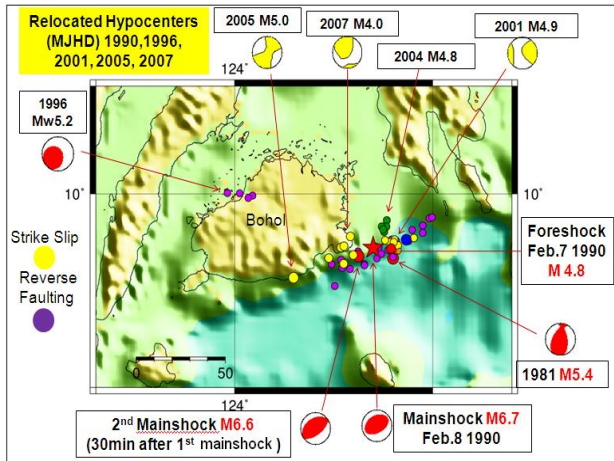 Relocated Hypocenters
(MJHD) 1990,1996,
2001, 2005, 2007
2005 M5.0
2007 M4.0
2004 M4.8
2001 M4.9
124°
1996
Mw5.2
10°
10°
Bohol
Strike Slip
Reverse
Faulting
Foreshock
Feb.7 1990
M 4.8
0
50
1981 M5.4
124°
2nd Mainshock M6.6
(30min after 1st mainshock )
Mainshock M6.7
Feb.8 1990